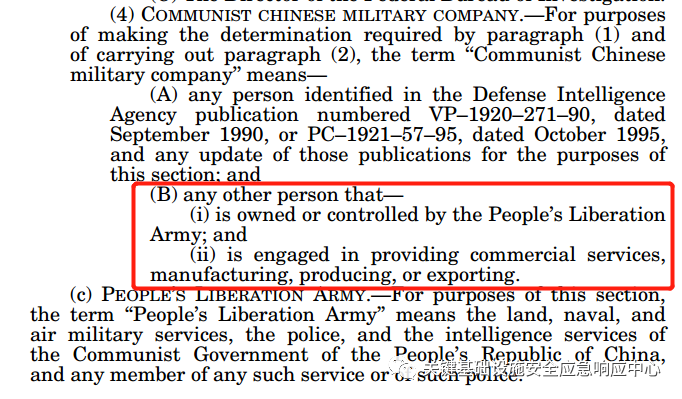 (4) COMMUNIST CHINESE MILITARY COMPANY.—For purposes
of making the determination required by paragraph (1) and
of carrying out paragraph (2), the term “Communist Chinese
military company” means—
(A) any person identified in the Defense Intelligence
Agency publication numbered VP–1920–271–90, dated
September 1990, or PC–1921–57–95, dated October 1995,
and any update of those publications for the purposes of
this section; and
(B) any other person that—
(i) is owned or controlled by the People’s Liberation
Army; and
(ii) is engaged in providing commercial services,
manufacturing, producing, or exporting.
(c) PEOPLE’S LIBERATION ARMY.—For purposes of this section,
the term “People’s Liberation Army” means the land, naval, and
air military services, the police, and the intelligence services of
the Communist Government of the People’s Republic of China,
and any member of any such service or of such police.
关键基础设施安全应急响应中心